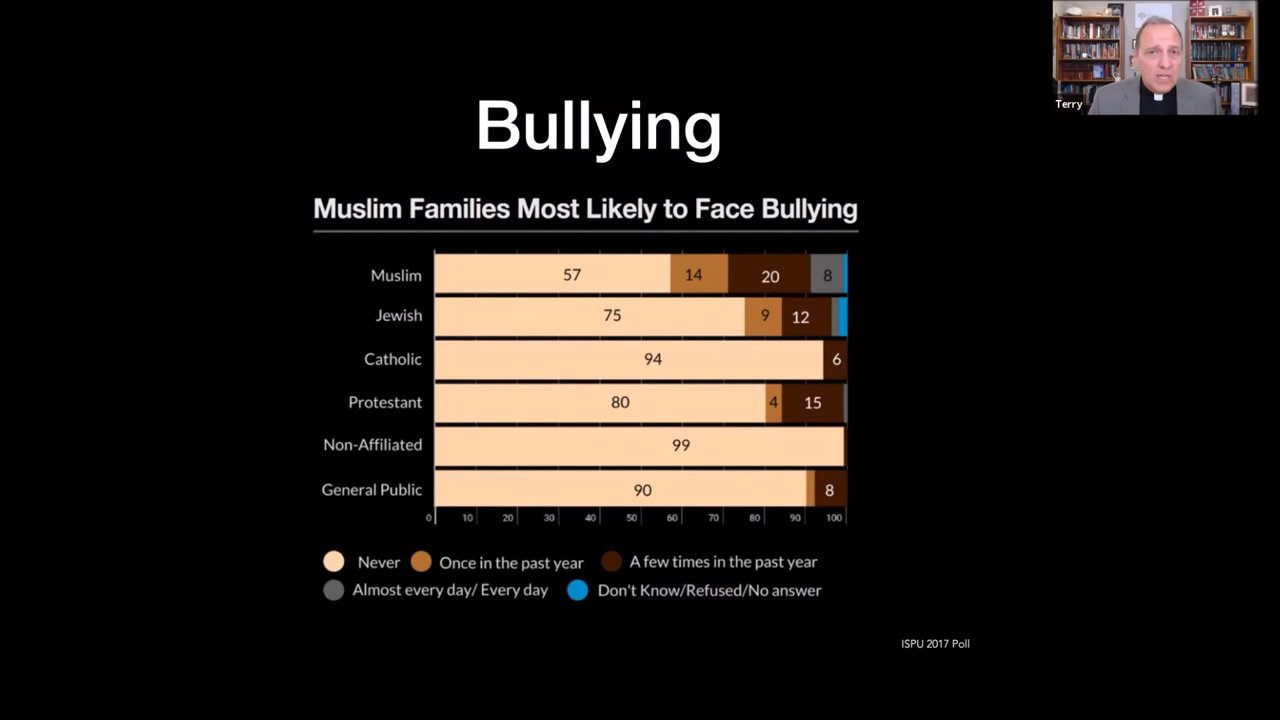 Terry
Bullying
Muslim Families Most Likely to Face Bullying
Muslim 57 14 20 8
Jewish 75 9 12
Catholic 94 6
Protestant 80 4 15
Non-Affiliated 99
General Public 90 8
0 10 20 30 40 50 60 70 80 90 100
Never Once in the past year A few times in the past year
Almost every day/ Every day Don't Know/Refused/No answer
ISPU 2017 Poll